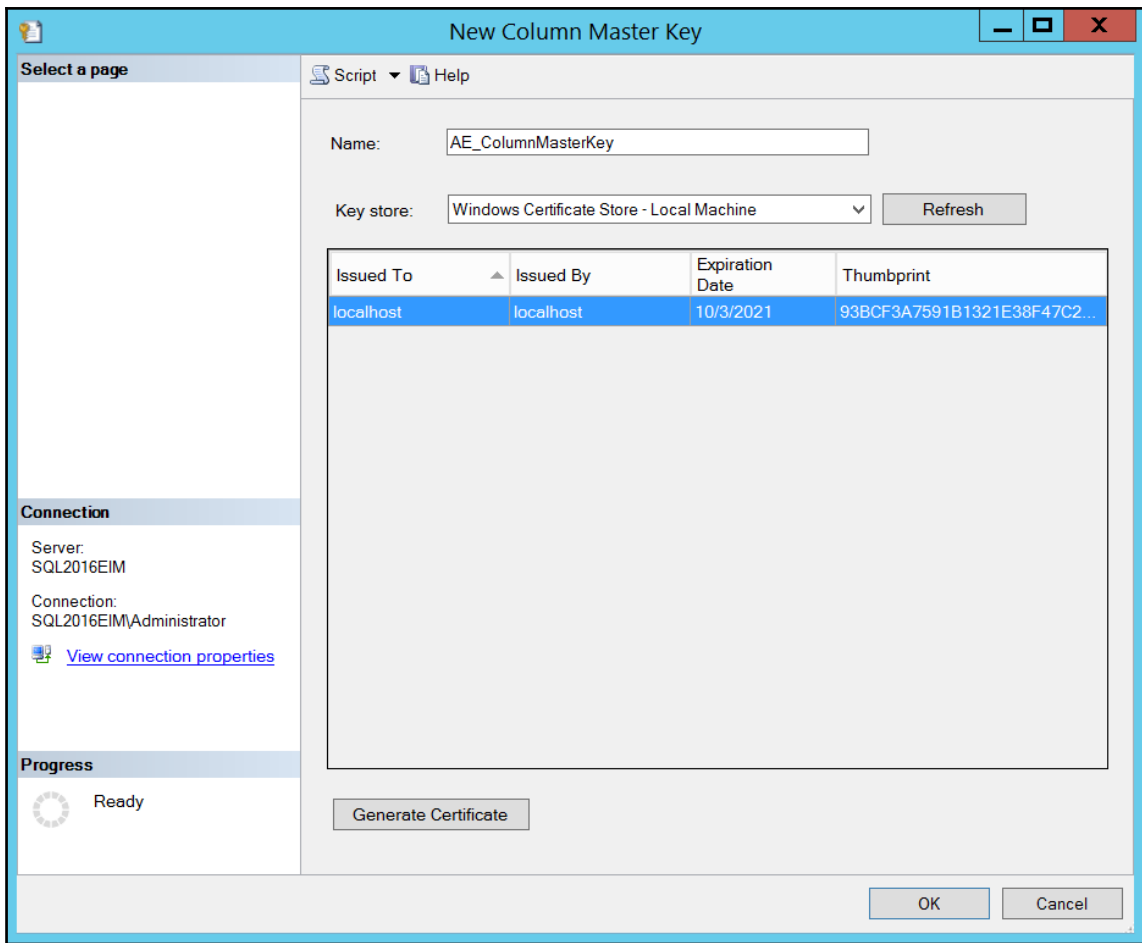 New Column Master Key
Select a page
Script Help
Name: AE_ColumnMasterKey
Key store: Windows Certificate Store - Local Machine Refresh
Issued To Issued By Expiration Date Thumbprint
localhost localhost 10/3/2021 93BCF3A7591B1321E38F47C2...
Connection
Server:
SQL2016EIM
Connection:
SQL2016EIM\Administrator
View connection properties
Progress
Ready
Generate Certificate
OK Cancel